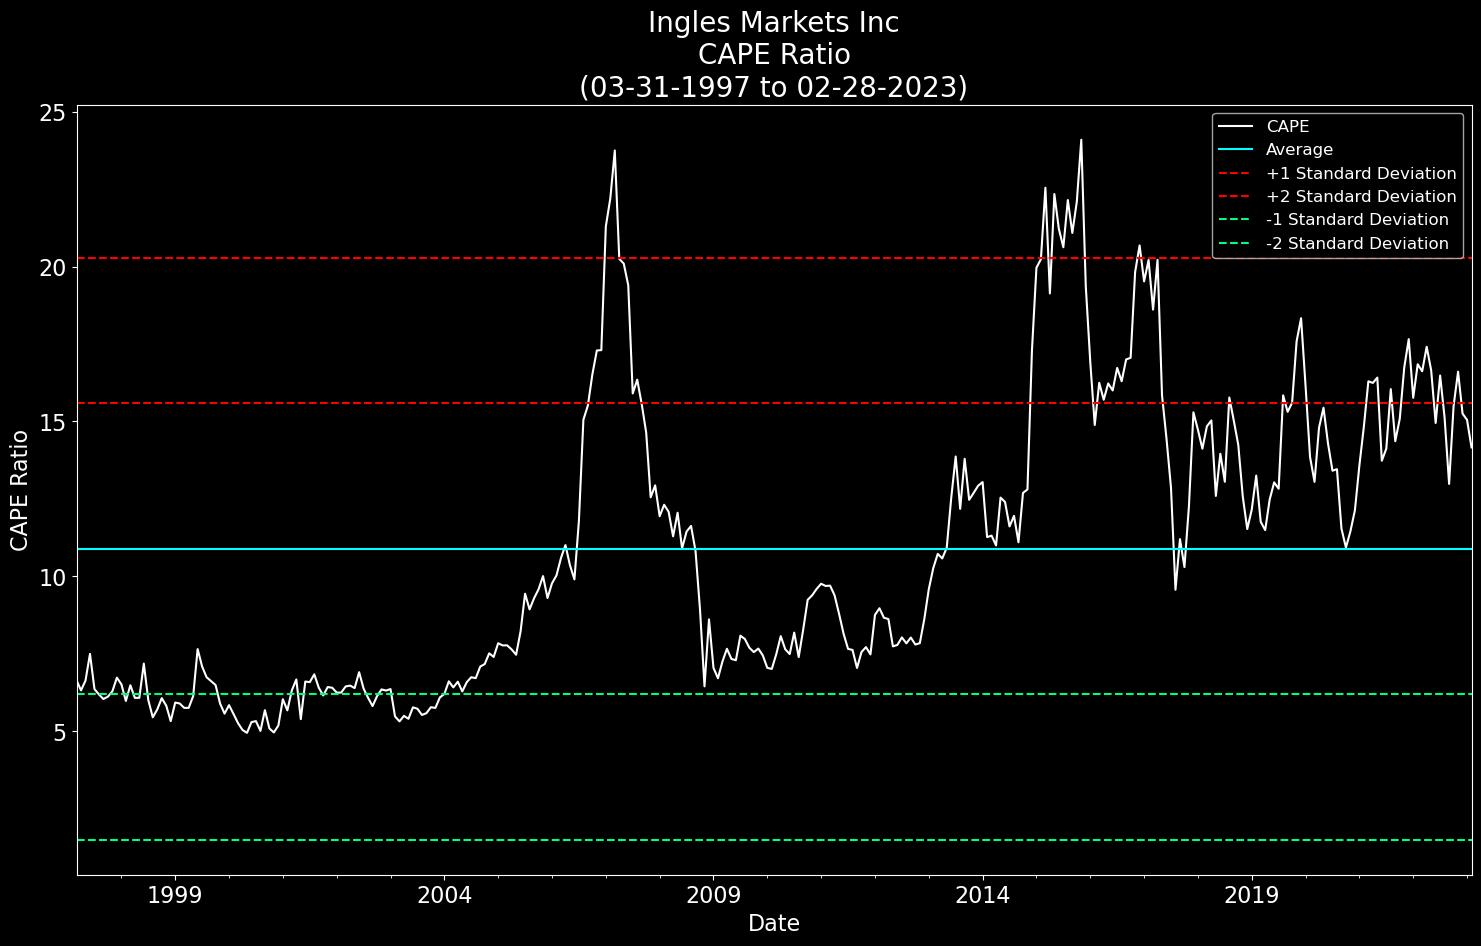 Ingles Markets Inc
CAPE Ratio
(03-31-1997 to 02-28-2023)
CAPE
Average
+1 Standard Deviation
+2 Standard Deviation
-1 Standard Deviation
-2 Standard Deviation
CAPE Ratio
25
20
15
10
5
1999 2004 2009 2014 2019
Date